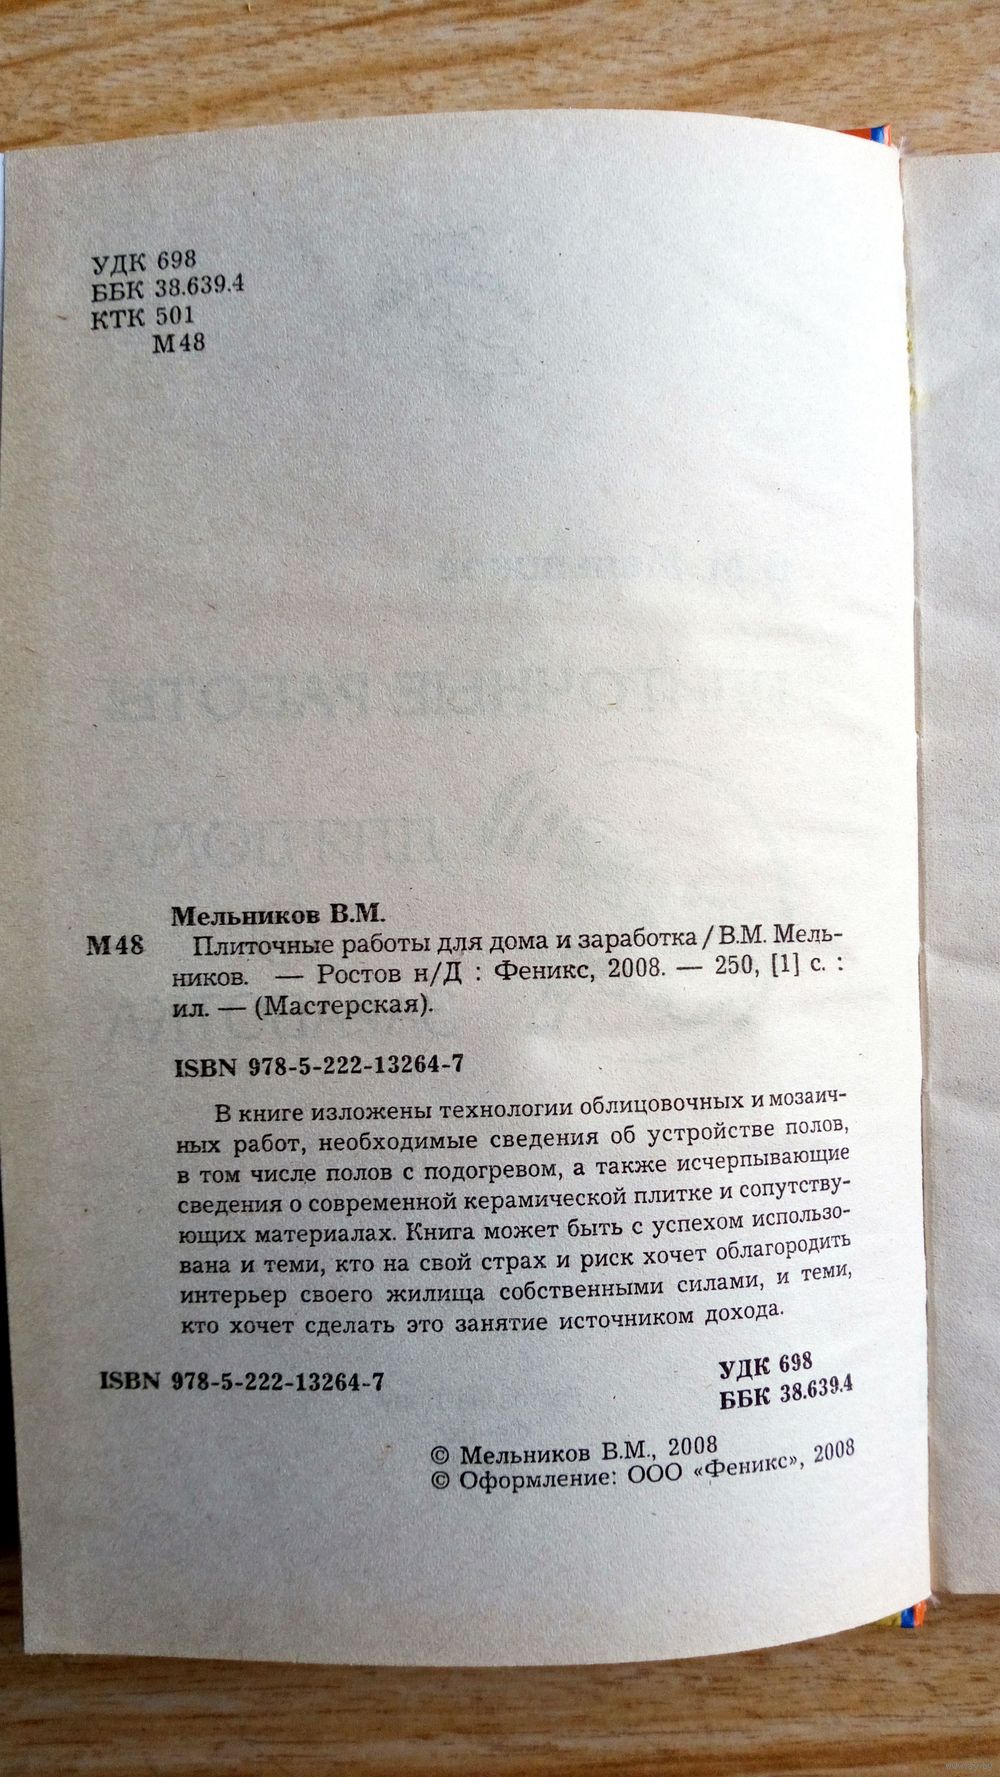 УДК 698
ББК 38.639.4
КТК 501
М48
Мельников В.М.
М48 Плиточные работы для дома и заработка / В.М. Мель-
ников. — Ростов н/Д : Феникс, 2008. — 250, [1] с. :
ил. — (Мастерская).
ISBN 978-5-222-13264-7
В книге изложены технологии облицовочных и мозаич-
ных работ, необходимые сведения об устройстве полов,
в том числе полов с подогревом, а также исчерпывающие
сведения о современной керамической плитке и сопутству-
ющих материалах. Книга может быть с успехом использо-
вана и теми, кто на свой страх и риск хочет облагородить
интерьер своего жилища собственными силами, и теми,
кто хочет сделать это занятие источником дохода.
ISBN 978-5-222-13264-7
УДК 698
ББК 38.639.4
© Мельников В.М., 2008
© Оформление: ООО «Феникс», 2008